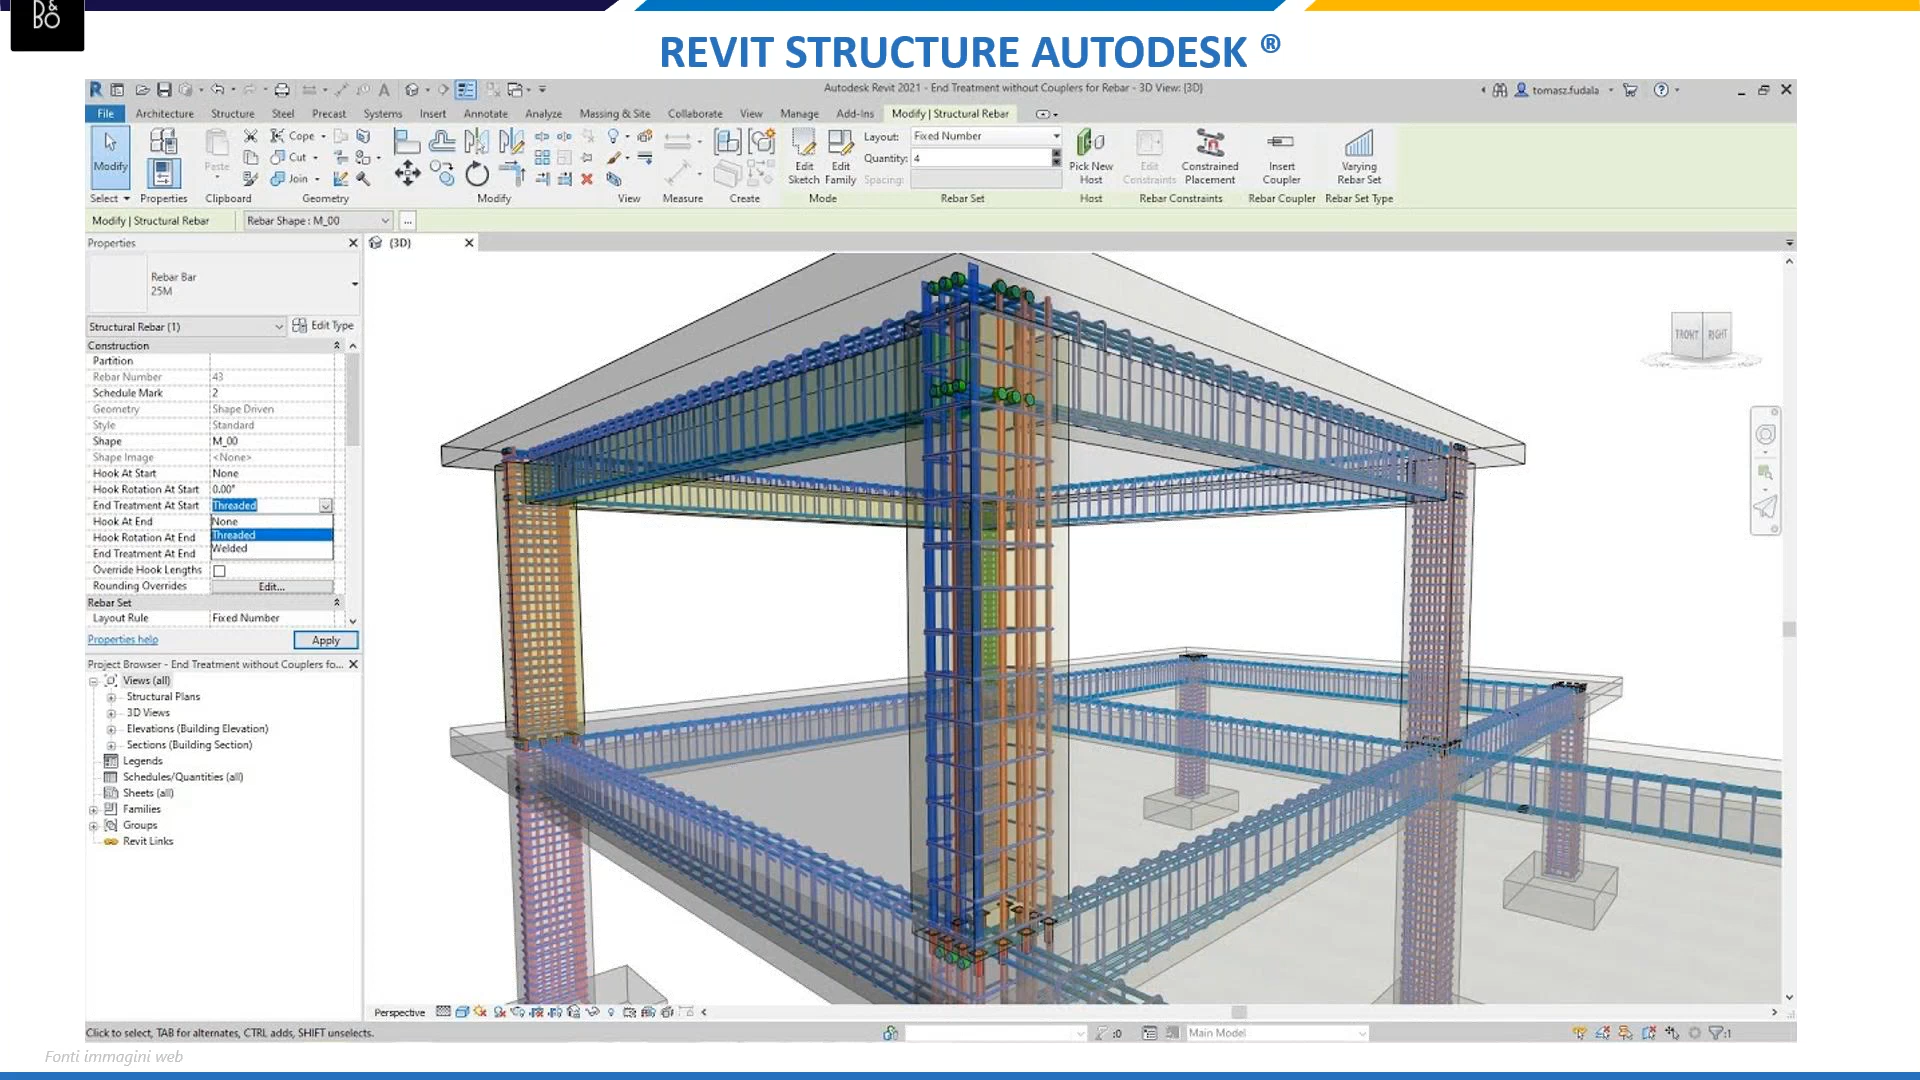 D&
BO
REVIT STRUCTURE AUTODESK ®
Autodesk Revit 2021 - End Treatment without Couplers for Rebar - 3D View: {3D}
tomasz.fudala
File Architecture Structure Steel Precast Systems Insert Annotate Analyze Massing & Site Collaborate View Manage Add-Ins Modify | Structural Rebar
Modify
Paste
Cope
Cut
Join
Edit Sketch
Edit Family
Layout: Fixed Number
Quantity: 4
Spacing:
Pick New Host
Edit Constraints
Constrained Placement
Insert Coupler
Varying Rebar Set
Select Properties Clipboard Geometry Modify View Measure Create Mode Rebar Set Host Rebar Constraints Rebar Coupler Rebar Set Type
Modify | Structural Rebar Rebar Shape : M_00 ...
Properties
{3D}
Rebar Bar
25M
Structural Rebar (1) Edit Type
Construction
Partition
Rebar Number 43
Schedule Mark 2
Geometry Shape Driven
Style Standard
Shape M_00
Shape Image <None>
Hook At Start None
Hook Rotation At Start 0.00°
End Treatment At Start Threaded
Hook At End None
Hook Rotation At End Threaded
End Treatment At End Welded
Override Hook Lengths
Rounding Overrides Edit...
Rebar Set
Layout Rule Fixed Number
Properties help Apply
Project Browser - End Treatment without Couplers fo...
Views (all)
Structural Plans
3D Views
Elevations (Building Elevation)
Sections (Building Section)
Legends
Schedules/Quantities (all)
Sheets (all)
Families
Groups
Revit Links
FRONT RIGHT
Perspective
Click to select, TAB for alternates, CTRL adds, SHIFT unselects.
:0
Main Model
:1
Fonti immagini web